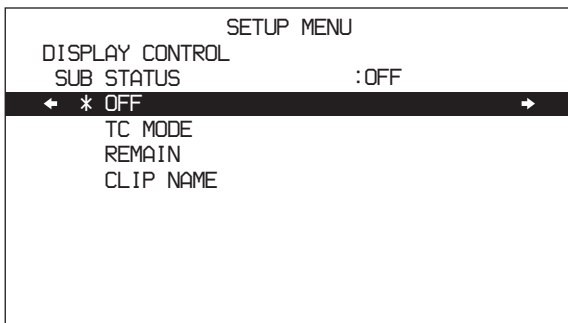 SETUP MENU
DISPLAY CONTROL
SUB STATUS :OFF
← * OFF →
TC MODE
REMAIN
CLIP NAME